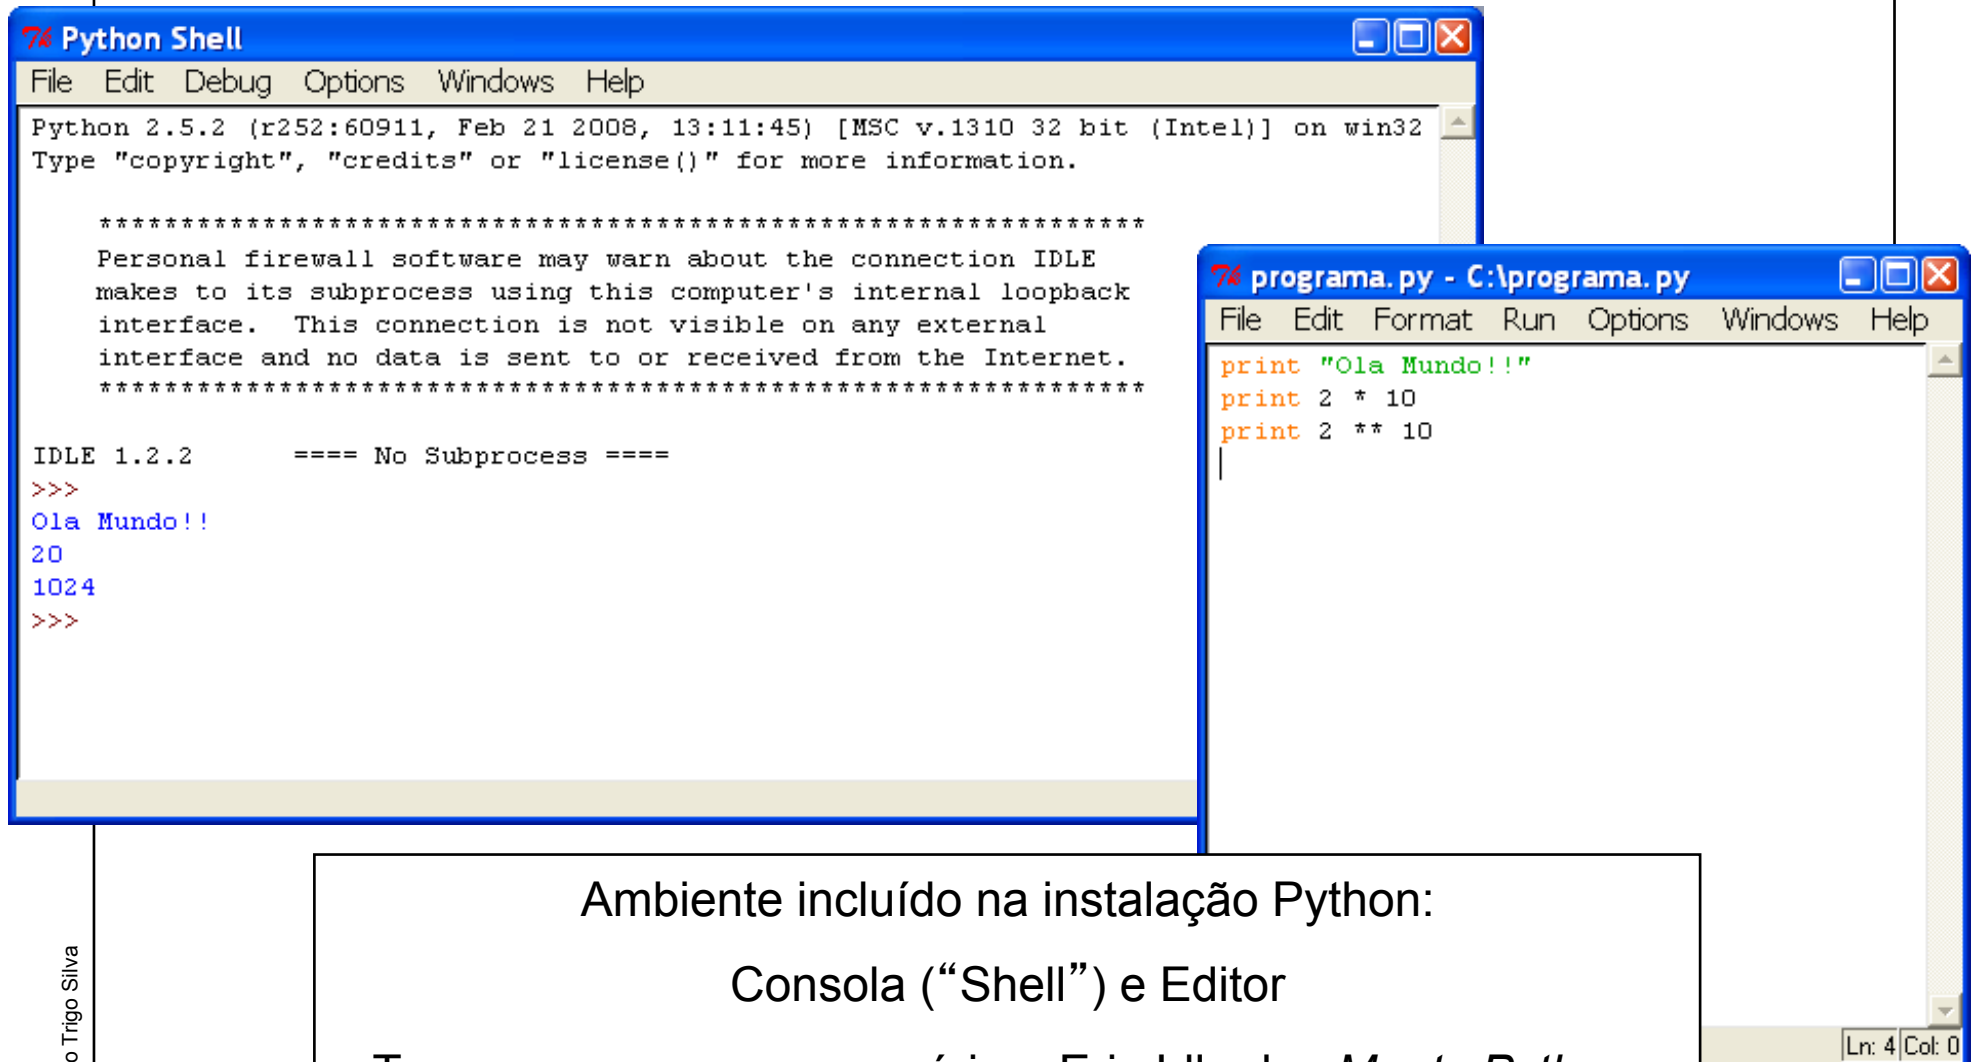 Python Shell
File Edit Debug Options Windows Help
Python 2.5.2 (r252:60911, Feb 21 2008, 13:11:45) [MSC v.1310 32 bit (Intel)] on win32
Type "copyright", "credits" or "license()" for more information.
****************************************************************
Personal firewall software may warn about the connection IDLE
makes to its subprocess using this computer's internal loopback
interface.  This connection is not visible on any external
interface and no data is sent to or received from the Internet.
****************************************************************
IDLE 1.2.2      ==== No Subprocess ====
>>>
Ola Mundo!!
20
1024
>>>
programa.py - C:\programa.py
File Edit Format Run Options Windows Help
print "Ola Mundo!!"
print 2 * 10
print 2 ** 10
Ln: 4 Col: 0
Ambiente incluído na instalação Python:
Consola (“Shell”) e Editor
Trigo Silva